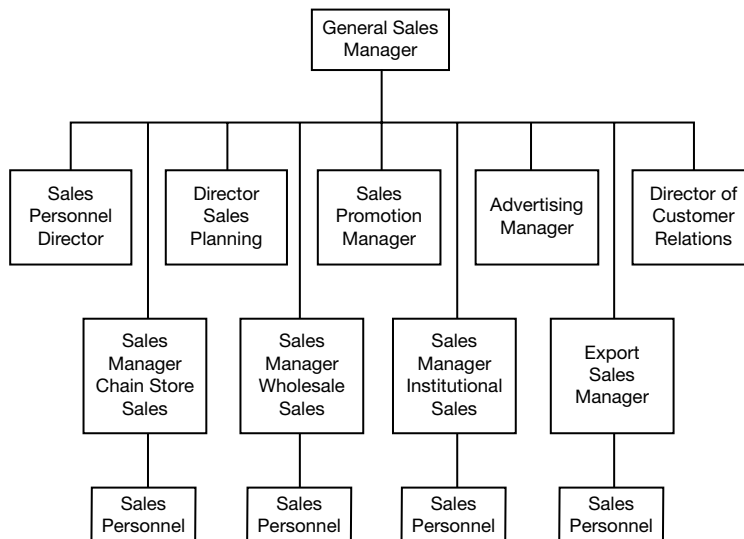 General Sales
Manager
Sales
Personnel
Director
Director
Sales
Planning
Sales
Promotion
Manager
Advertising
Manager
Director of
Customer
Relations
Sales
Manager
Chain Store
Sales
Sales
Manager
Wholesale
Sales
Sales
Manager
Institutional
Sales
Export
Sales
Manager
Sales
Personnel
Sales
Personnel
Sales
Personnel
Sales
Personnel